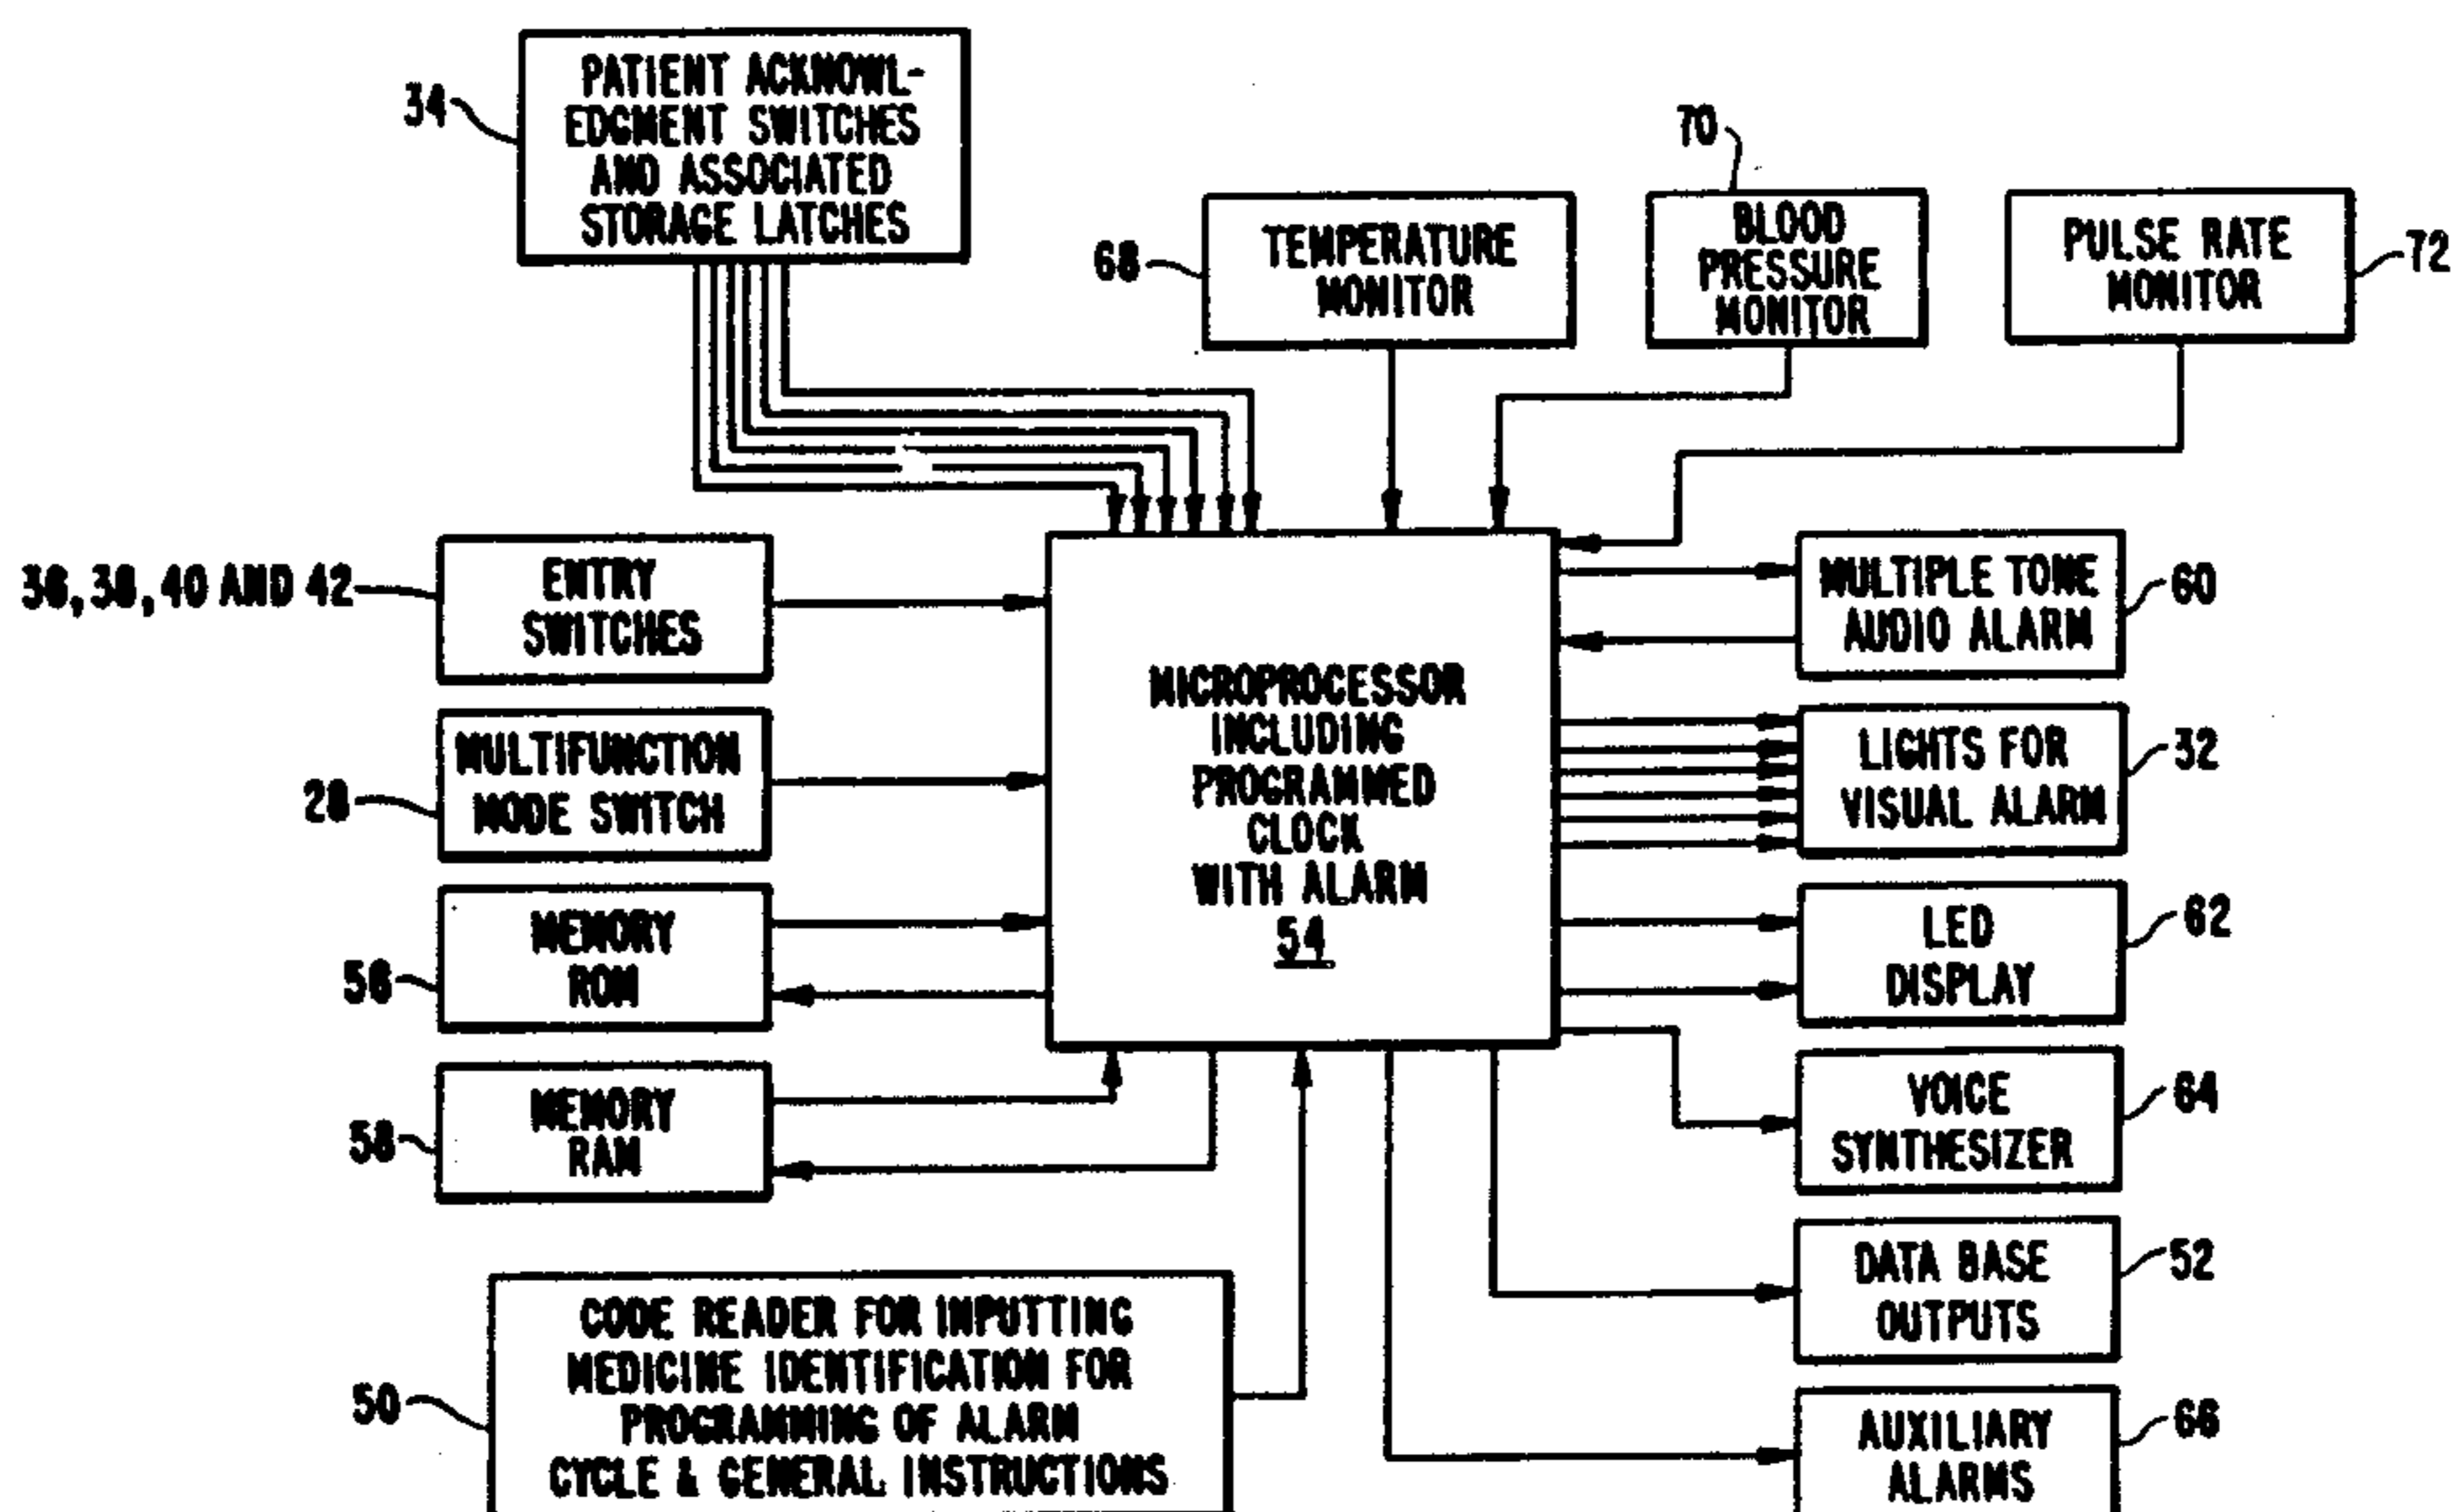 34
PATIENT ACKNOWL-
EDGMENT SWITCHES
AND ASSOCIATED
STORAGE LATCHES
68
TEMPERATURE
MONITOR
70
BLOOD
PRESSURE
MONITOR
PULSE RATE
MONITOR
72
36, 38, 40 AND 42
ENTRY
SWITCHES
28
MULTIFUNCTION
MODE SWITCH
56
MEMORY
ROM
58
MEMORY
RAM
50
CODE READER FOR INPUTTING
MEDICINE IDENTIFICATION FOR
PROGRAMMING OF ALARM
CYCLE & GENERAL INSTRUCTIONS
MICROPROCESSOR
INCLUDING
PROGRAMMED
CLOCK
WITH ALARM
54
MULTIPLE TONE
AUDIO ALARM
60
LIGHTS FOR
VISUAL ALARM
32
LED
DISPLAY
62
VOICE
SYNTHESIZER
64
DATA BASE
OUTPUTS
52
AUXILIARY
ALARMS
66